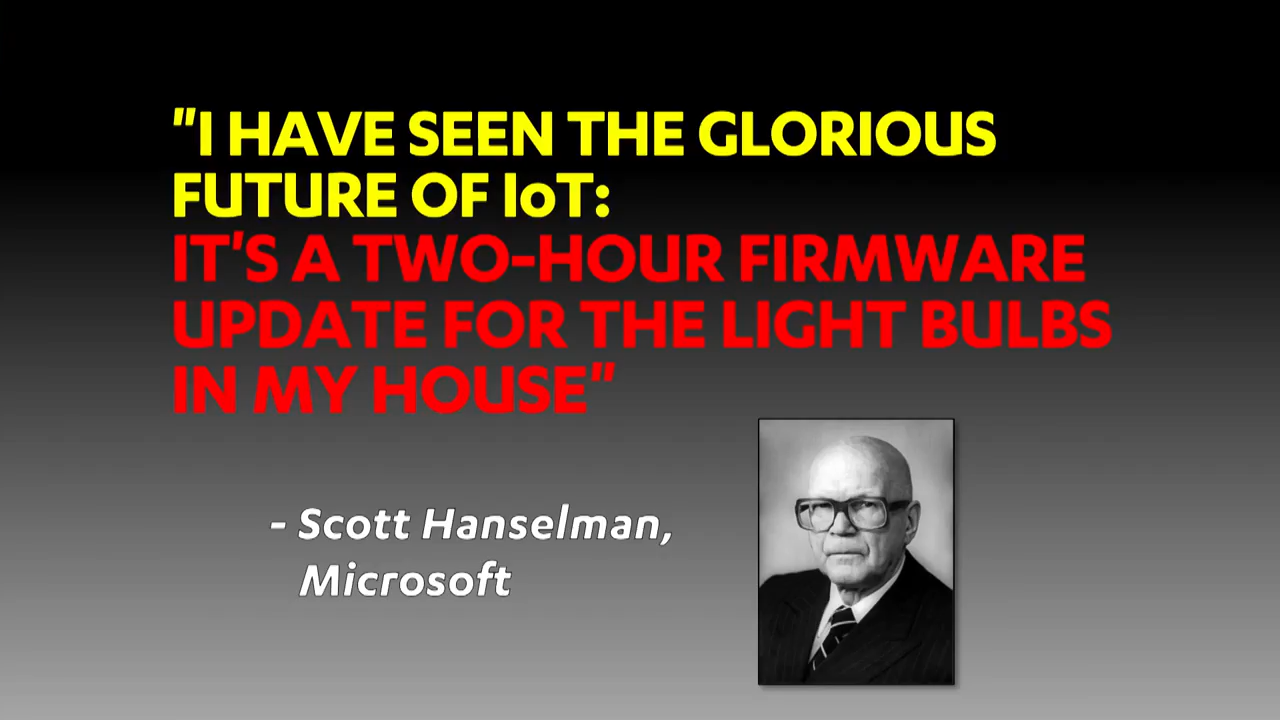 "I HAVE SEEN THE GLORIOUS
FUTURE OF IoT:
IT'S A TWO-HOUR FIRMWARE
UPDATE FOR THE LIGHT BULBS
IN MY HOUSE"
- Scott Hanselman,
Microsoft